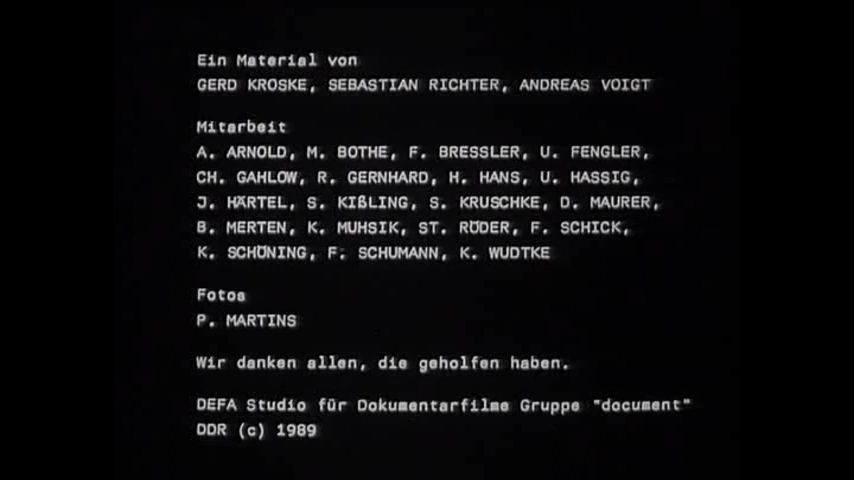 Ein Material von
GERD KROSKE, SEBASTIAN RICHTER, ANDREAS VOIGT
Mitarbeit
A. ARNOLD, M. BOTHE, F. BRESSLER, U. FENGLER,
CH. GAHLOW, R. GERNHARD, H. HANS, U. HASSIG,
J. HÄRTEL, S. KIßLING, S. KRUSCHKE, D. MAURER,
B. MERTEN, K. MUHSIK, ST. RÖDER, F. SCHICK,
K. SCHÖNING, F. SCHUMANN, K. WUDTKE
Fotos
P. MARTINS
Wir danken allen, die geholfen haben.
DEFA Studio für Dokumentarfilme Gruppe "document"
DDR (c) 1989